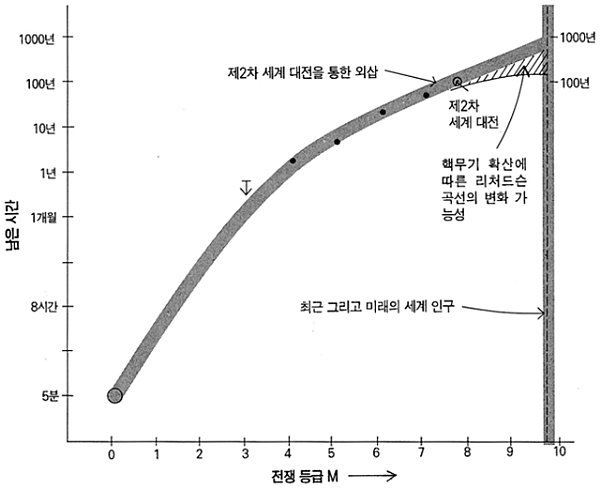 1000년
100년
10년
1년
1개월
8시간
5분
남은 시간
제2차 세계 대전을 통한 외삽
제2차
세계 대전
핵무기 확산에
따른 리처드슨
곡선의 변화 가
능성
최근 그리고 미래의 세계 인구
1000년
100년
0 1 2 3 4 5 6 7 8 9 10
전쟁 등급 M